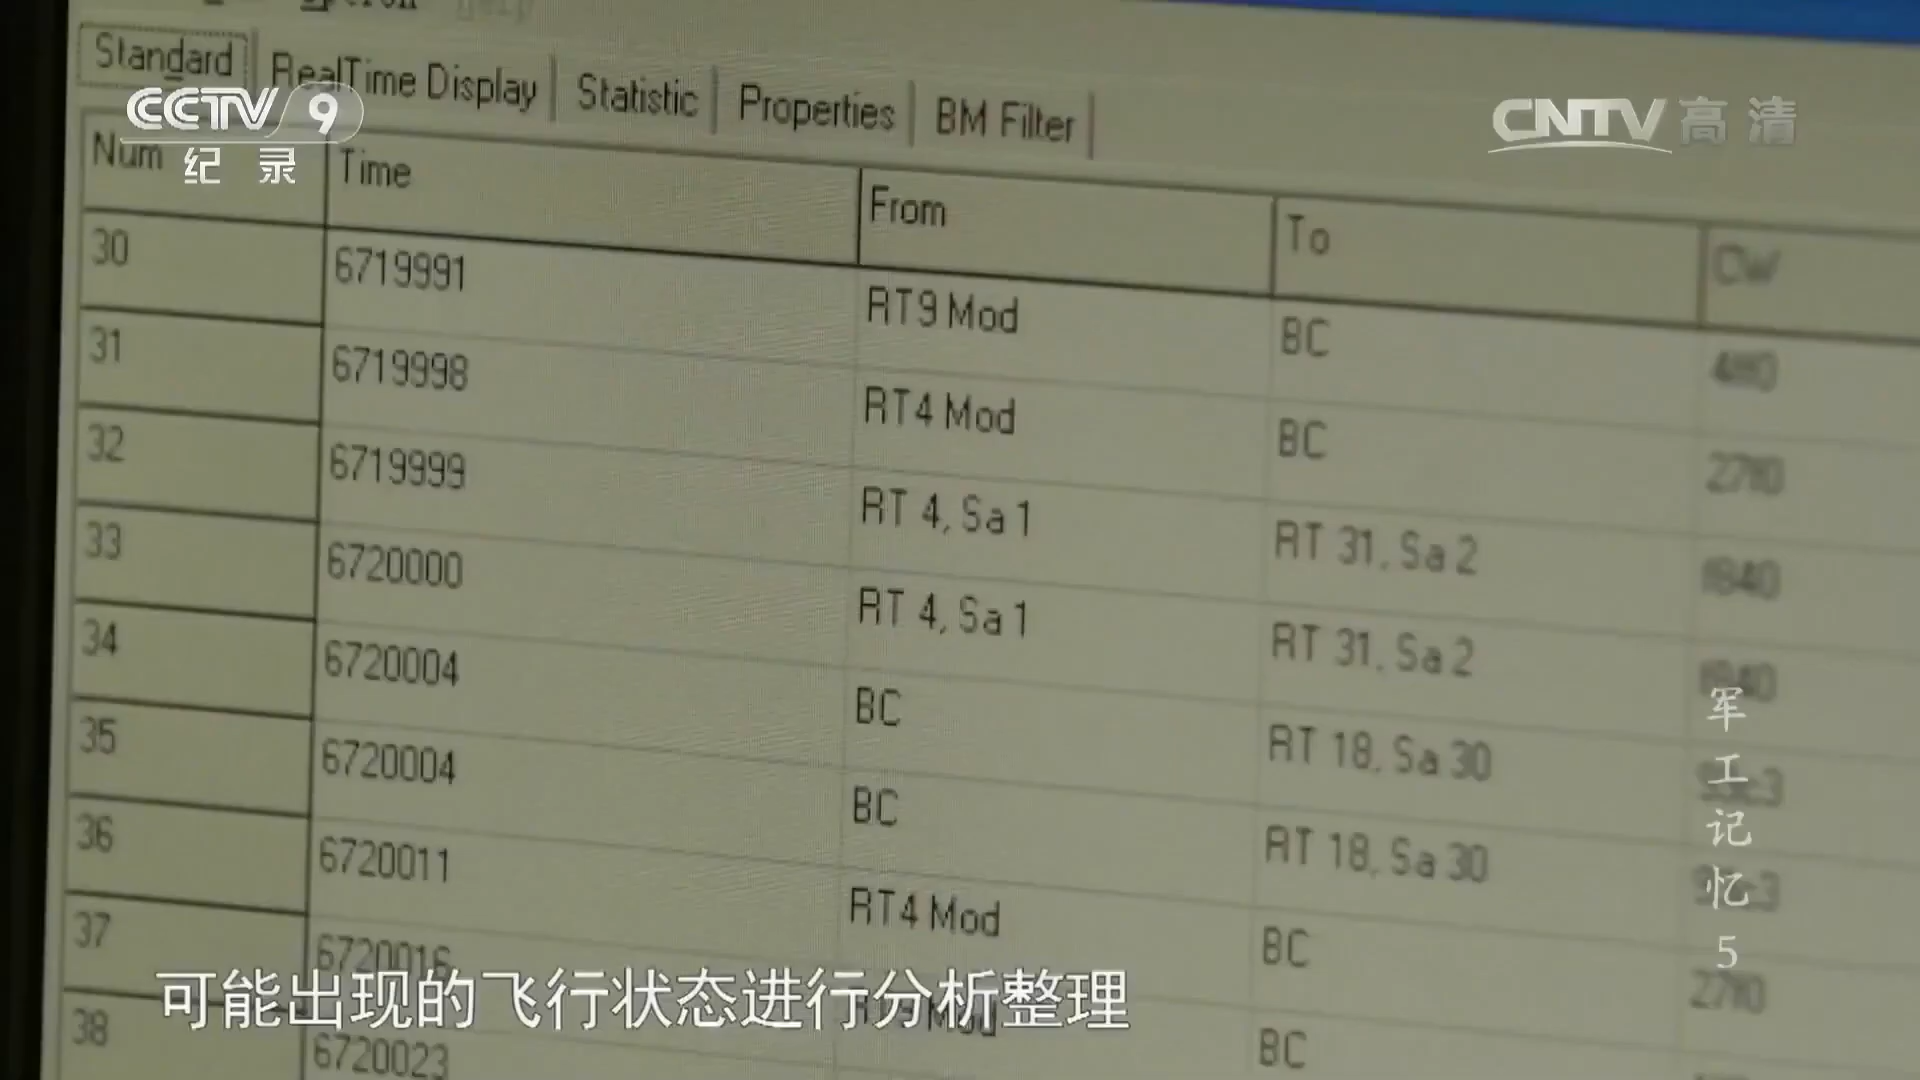 Standard RealTime Display Statistic Properties BM Filter
CCTV 9
纪录
CNTV 高清
Num Time From To CW
30 6719991 RT9 Mod BC
31 6719998 RT4 Mod BC
32 6719999 RT 4, Sa 1 RT 31, Sa 2
33 6720000 RT 4, Sa 1 RT 31, Sa 2
34 6720004 BC RT 18, Sa 30
35 6720004 BC RT 18, Sa 30
36 6720011 RT4 Mod BC
37 6720016 Mod BC
38 6720023
军工记忆5
可能出现的飞行状态进行分析整理